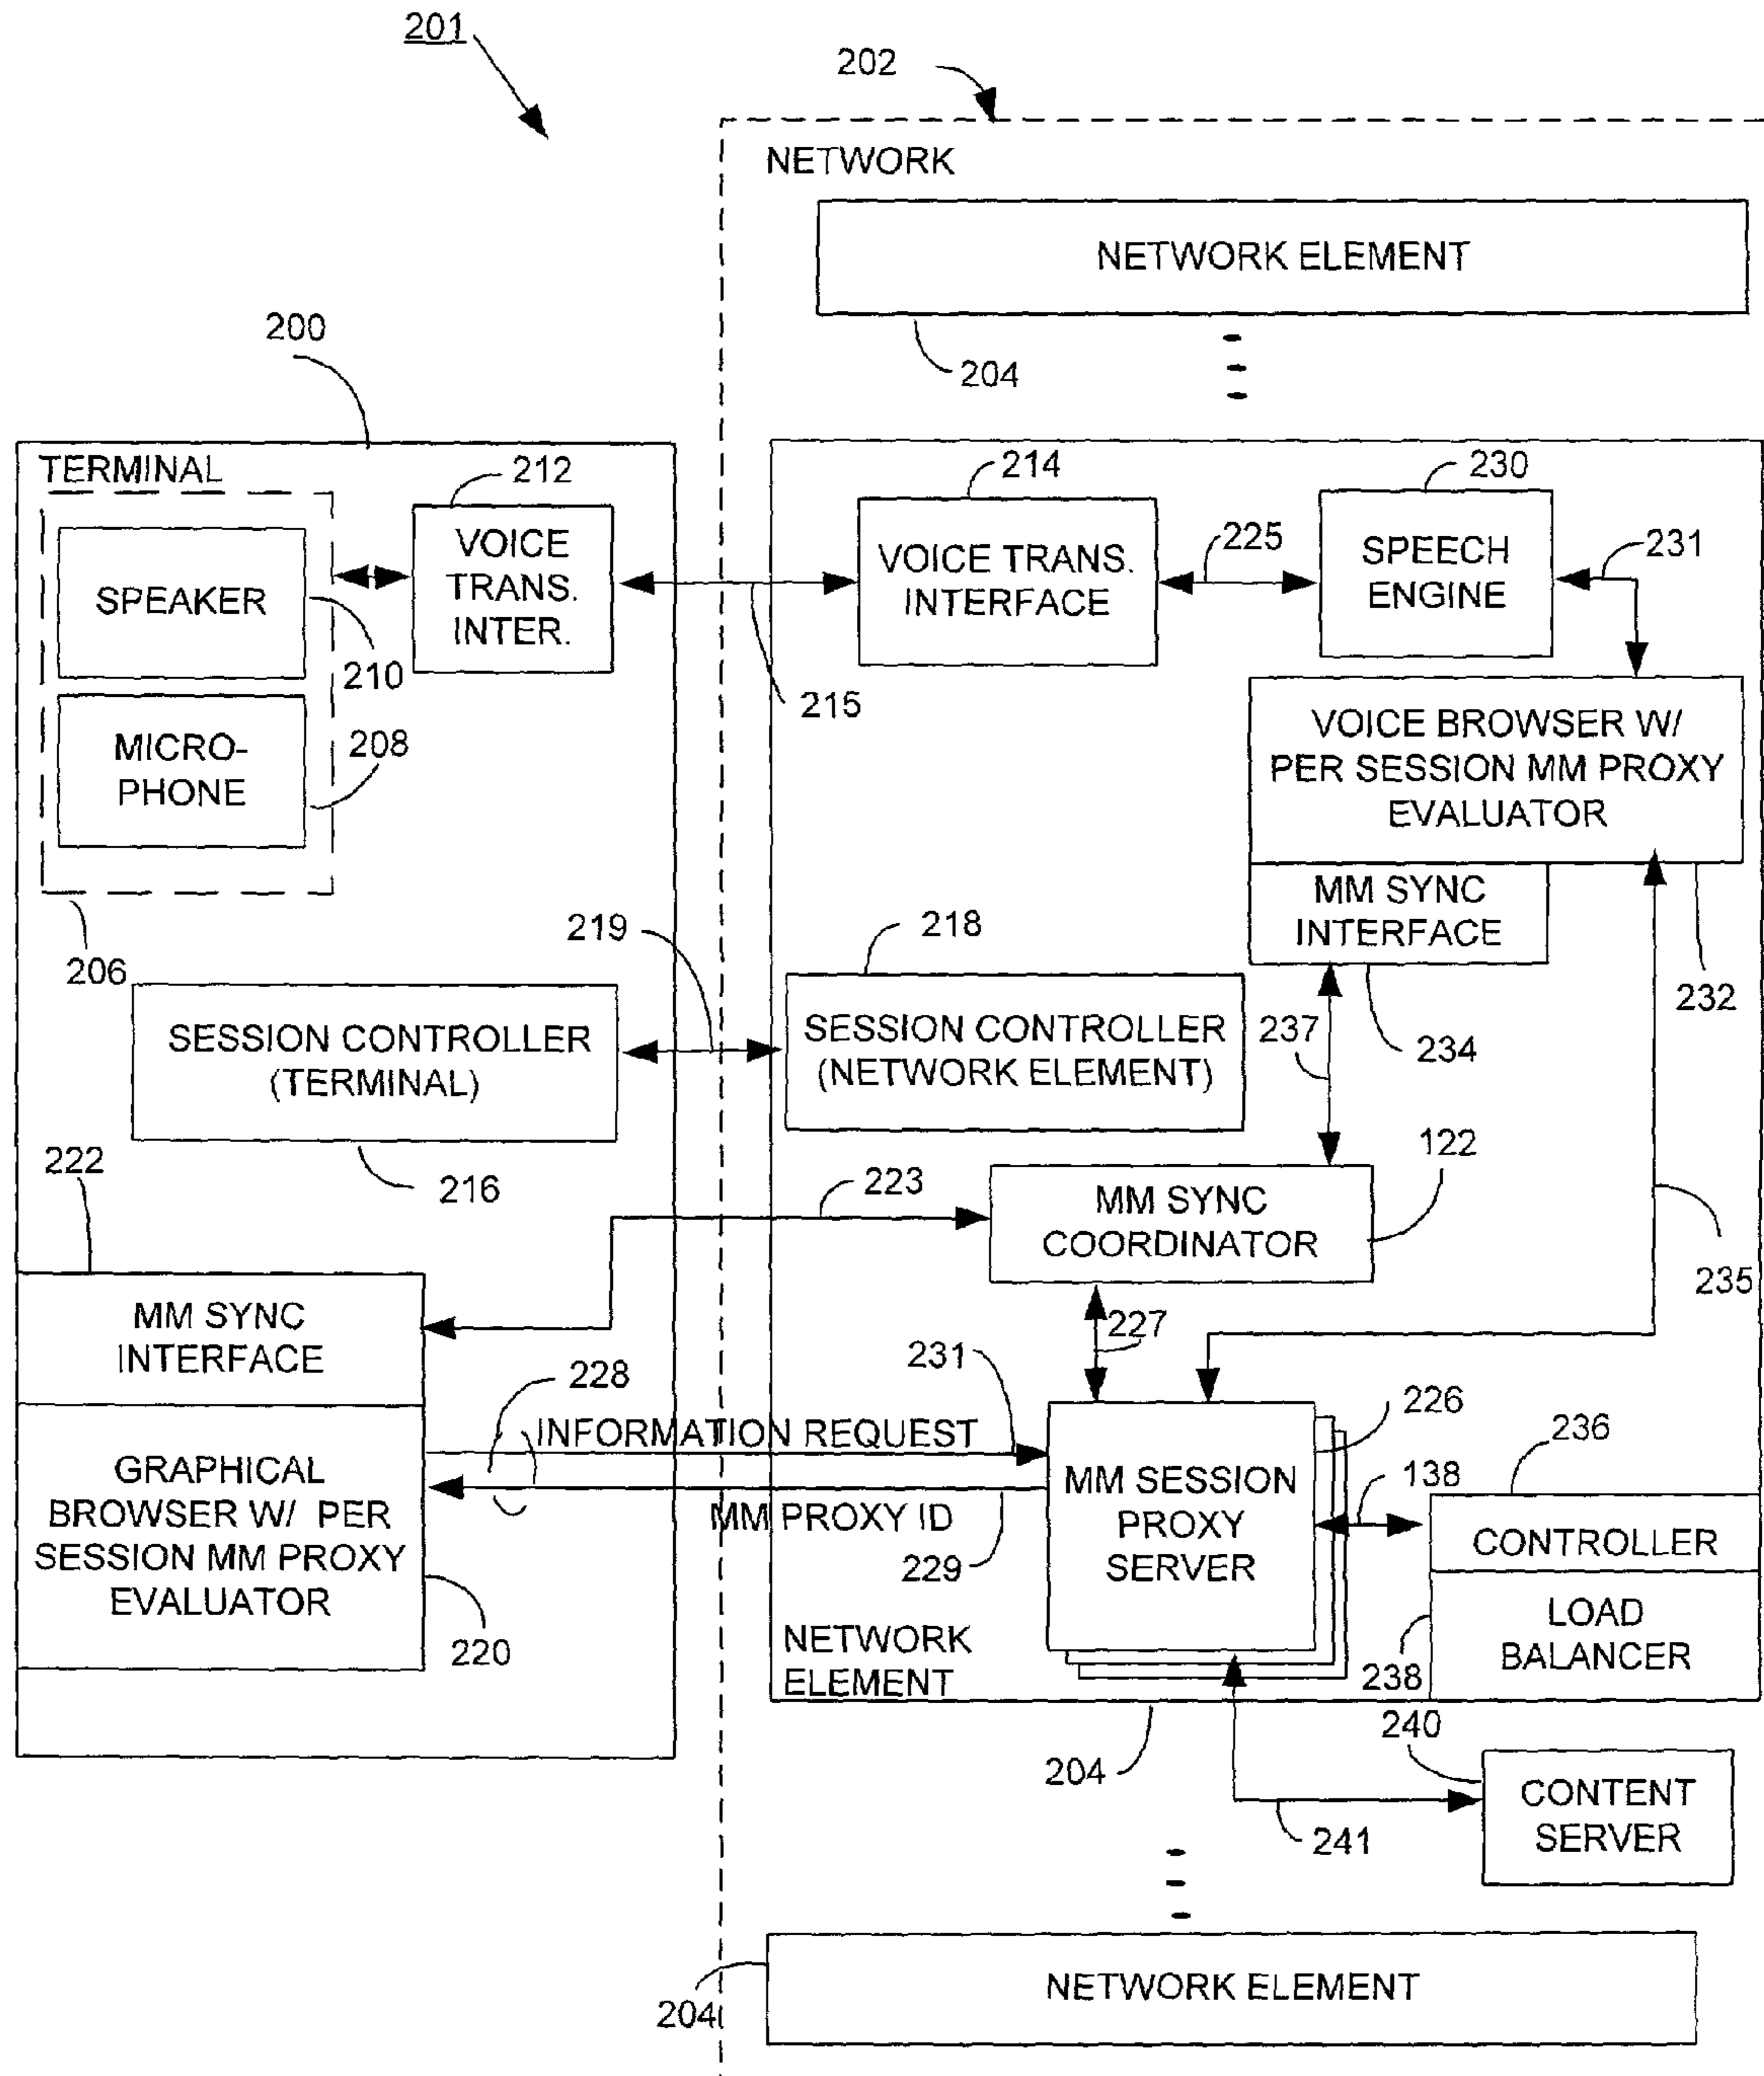 201
202
NETWORK
NETWORK ELEMENT
204
200
TERMINAL
212
SPEAKER
210
VOICE
TRANS.
INTER.
MICRO-
PHONE
208
206
215
214
VOICE TRANS.
INTERFACE
225
230
SPEECH
ENGINE
231
VOICE BROWSER W/
PER SESSION MM PROXY
EVALUATOR
232
MM SYNC
INTERFACE
234
219
218
SESSION CONTROLLER
(TERMINAL)
216
SESSION CONTROLLER
(NETWORK ELEMENT)
237
222
223
MM SYNC
COORDINATOR
122
235
MM SYNC
INTERFACE
227
231
228
INFORMATION REQUEST
226
GRAPHICAL
BROWSER W/ PER
SESSION MM PROXY
EVALUATOR
220
MM PROXY ID
229
MM SESSION
PROXY
SERVER
138
236
CONTROLLER
LOAD
BALANCER
238
NETWORK
ELEMENT
204
240
CONTENT
SERVER
241
204
NETWORK ELEMENT